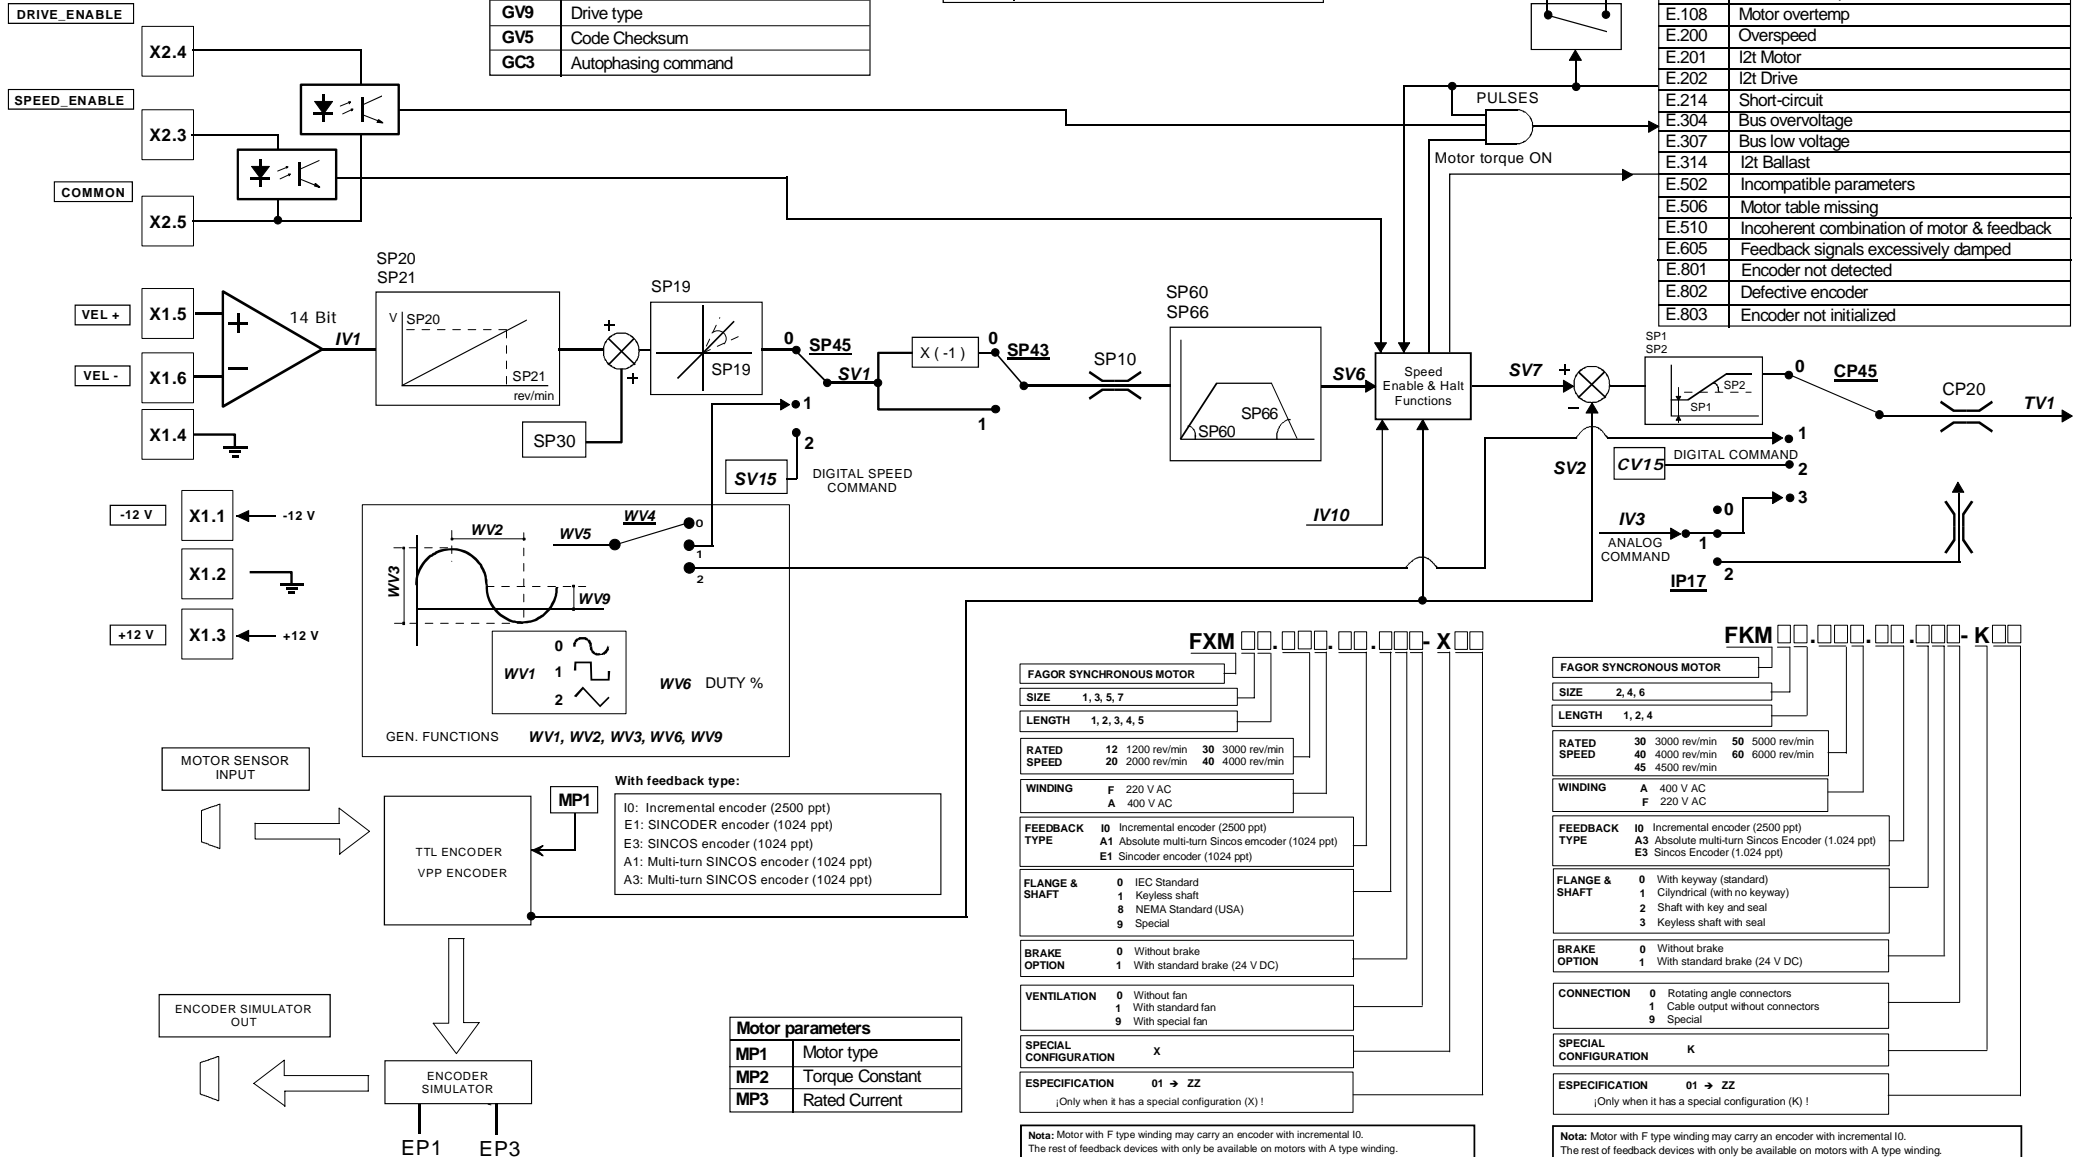 DRIVE_ENABLE
X2.4
SPEED_ENABLE
X2.3
COMMON
X2.5
GV9 Drive type
GV5 Code Checksum
GC3 Autophasing command
PULSES
Motor torque ON
E.108 Motor overtemp
E.200 Overspeed
E.201 I2t Motor
E.202 I2t Drive
E.214 Short-circuit
E.304 Bus overvoltage
E.307 Bus low voltage
E.314 I2t Ballast
E.502 Incompatible parameters
E.506 Motor table missing
E.510 Incoherent combination of motor & feedback
E.605 Feedback signals excessively damped
E.801 Encoder not detected
E.802 Defective encoder
E.803 Encoder not initialized
VEL +
X1.5
VEL -
X1.6
X1.4
+
−
14 Bit
IV1
SP20
SP21
V
SP20
SP21
rev/min
+
+
SP30
SP19
SP19
0
SP45
1
2
SV1
SV15
DIGITAL SPEED
COMMAND
X ( -1 )
0
SP43
1
SP10
SP60
SP66
SP60
SP66
SV6
Speed
Enable & Halt
Functions
IV10
SV7
+
−
SV2
SP1
SP2
SP2
SP1
0
CP45
1
2
3
CV15
DIGITAL COMMAND
CP20
TV1
IV3
ANALOG
COMMAND
0
1
2
IP17
-12 V
X1.1
-12 V
X1.2
+12 V
X1.3
+12 V
WV3
WV2
WV9
WV5
WV4
0
1
2
WV1
0
1
2
WV6 DUTY %
GEN. FUNCTIONS WV1, WV2, WV3, WV6, WV9
MOTOR SENSOR
INPUT
TTL ENCODER
VPP ENCODER
MP1
With feedback type:
I0: Incremental encoder (2500 ppt)
E1: SINCODER encoder (1024 ppt)
E3: SINCOS encoder (1024 ppt)
A1: Multi-turn SINCOS encoder (1024 ppt)
A3: Multi-turn SINCOS encoder (1024 ppt)
ENCODER SIMULATOR
OUT
ENCODER
SIMULATOR
EP1
EP3
Motor parameters
MP1 Motor type
MP2 Torque Constant
MP3 Rated Current
FXM □□.□□□.□□.□□□- X□□
FAGOR SYNCHRONOUS MOTOR
SIZE 1, 3, 5, 7
LENGTH 1, 2, 3, 4, 5
RATED 12 1200 rev/min 30 3000 rev/min
SPEED 20 2000 rev/min 40 4000 rev/min
WINDING F 220 V AC
A 400 V AC
FEEDBACK I0 Incremental encoder (2500 ppt)
TYPE A1 Absolute multi-turn Sincos emcoder (1024 ppt)
E1 Sincoder encoder (1024 ppt)
FLANGE & 0 IEC Standard
SHAFT 1 Keyless shaft
8 NEMA Standard (USA)
9 Special
BRAKE 0 Without brake
OPTION 1 With standard brake (24 V DC)
VENTILATION 0 Without fan
1 With standard fan
9 With special fan
SPECIAL
CONFIGURATION X
ESPECIFICATION 01 → ZZ
¡Only when it has a special configuration (X) !
Nota: Motor with F type winding may carry an encoder with incremental I0.
The rest of feedback devices with only be available on motors with A type winding.
FKM □□.□□□.□□.□□□- K□□
FAGOR SYNCRONOUS MOTOR
SIZE 2, 4, 6
LENGTH 1, 2, 4
RATED 30 3000 rev/min 50 5000 rev/min
SPEED 40 4000 rev/min 60 6000 rev/min
45 4500 rev/min
WINDING A 400 V AC
F 220 V AC
FEEDBACK I0 Incremental encoder (2500 ppt)
TYPE A3 Absolute multi-turn Sincos Encoder (1.024 ppt)
E3 Sincos Encoder (1.024 ppt)
FLANGE & 0 With keyway (standard)
SHAFT 1 Cilyndrical (with no keyway)
2 Shaft with key and seal
3 Keyless shaft with seal
BRAKE 0 Without brake
OPTION 1 With standard brake (24 V DC)
CONNECTION 0 Rotating angle connectors
1 Cable output without connectors
9 Special
SPECIAL
CONFIGURATION K
ESPECIFICATION 01 → ZZ
¡Only when it has a special configuration (K) !
Nota: Motor with F type winding may carry an encoder with incremental I0.
The rest of feedback devices with only be available on motors with A type winding.